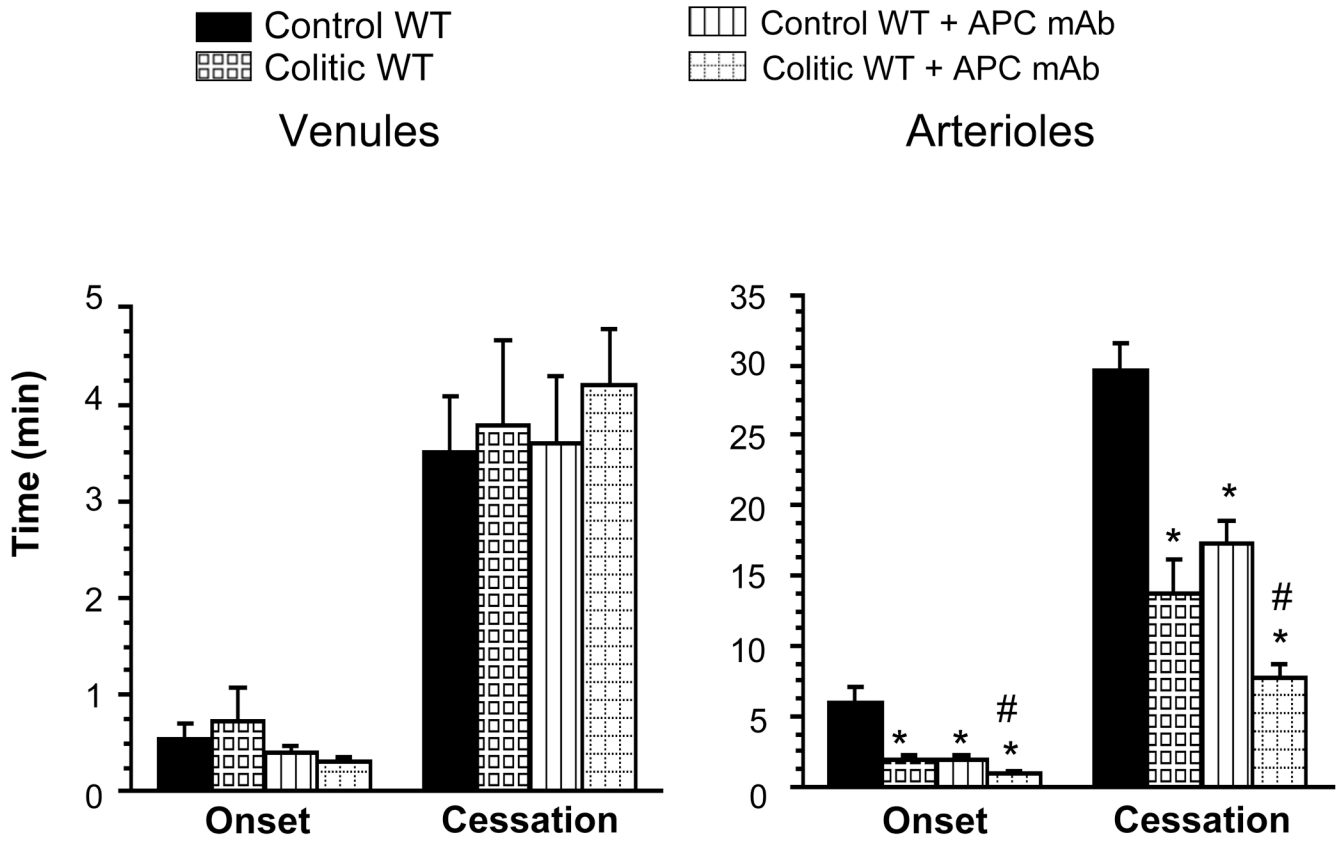 Control WT
Colitic WT
Control WT + APC mAb
Colitic WT + APC mAb
Venules
Arterioles
Time (min)
5
4
3
2
1
0
Onset
Cessation
35
30
25
20
15
10
5
0
*
*
#
*
*
*
#
*
Onset
Cessation